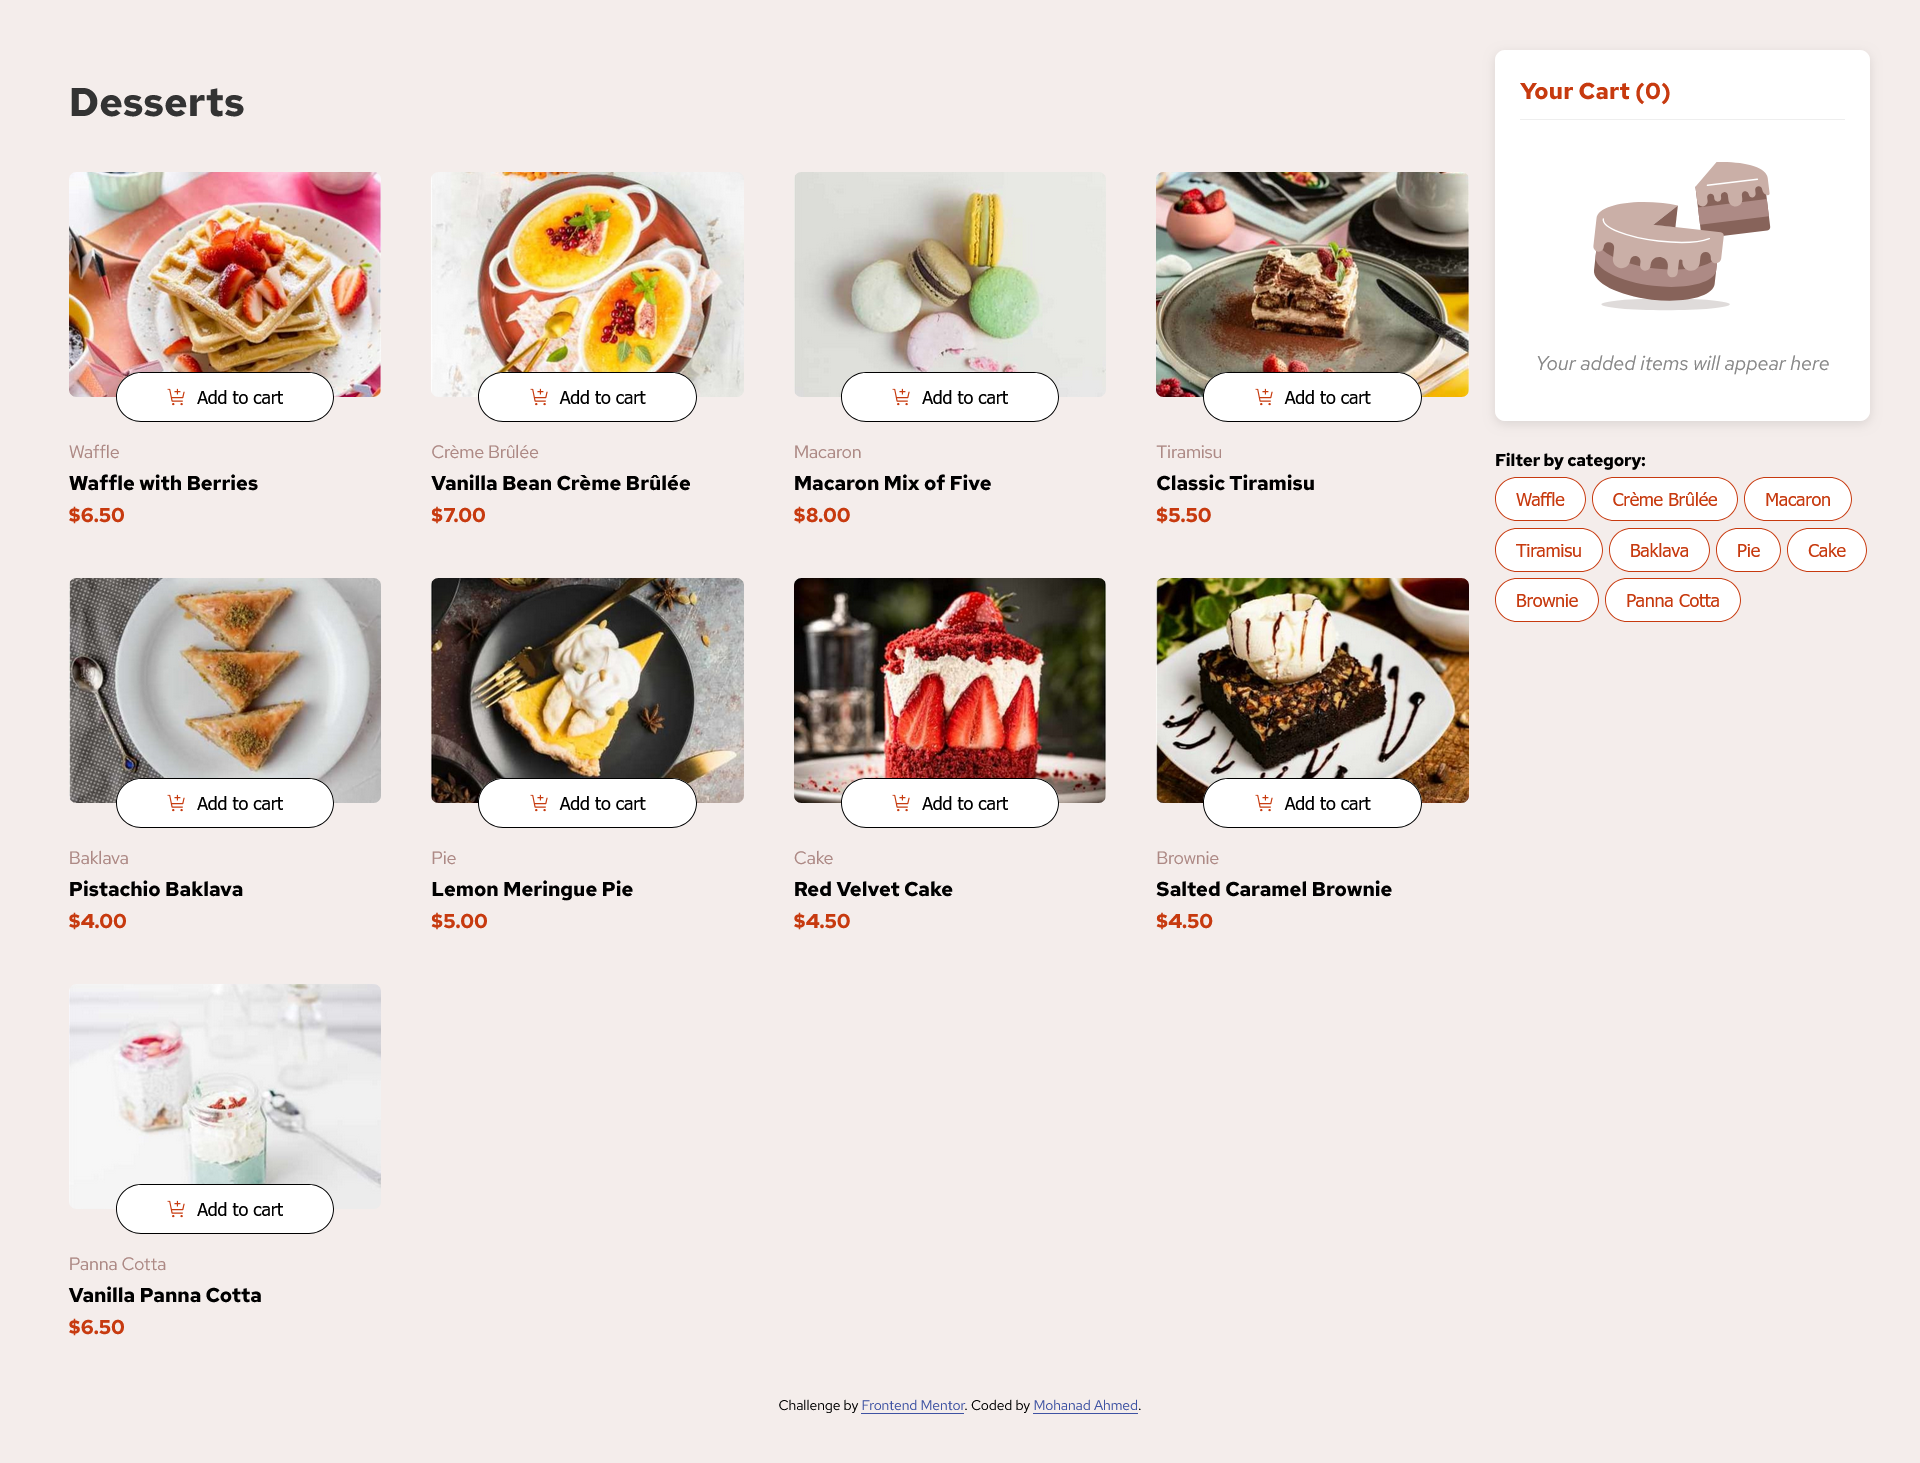 Desserts
Add to cart
Waffle
Waffle with Berries
$6.50
Add to cart
Crème Brûlée
Vanilla Bean Crème Brûlée
$7.00
Add to cart
Macaron
Macaron Mix of Five
$8.00
Add to cart
Tiramisu
Classic Tiramisu
$5.50
Add to cart
Baklava
Pistachio Baklava
$4.00
Add to cart
Pie
Lemon Meringue Pie
$5.00
Add to cart
Cake
Red Velvet Cake
$4.50
Add to cart
Brownie
Salted Caramel Brownie
$4.50
Add to cart
Panna Cotta
Vanilla Panna Cotta
$6.50
Your Cart (0)
Your added items will appear here
Filter by category:
Waffle Crème Brûlée Macaron
Tiramisu Baklava Pie Cake
Brownie Panna Cotta
Challenge by Frontend Mentor. Coded by Mohanad Ahmed.